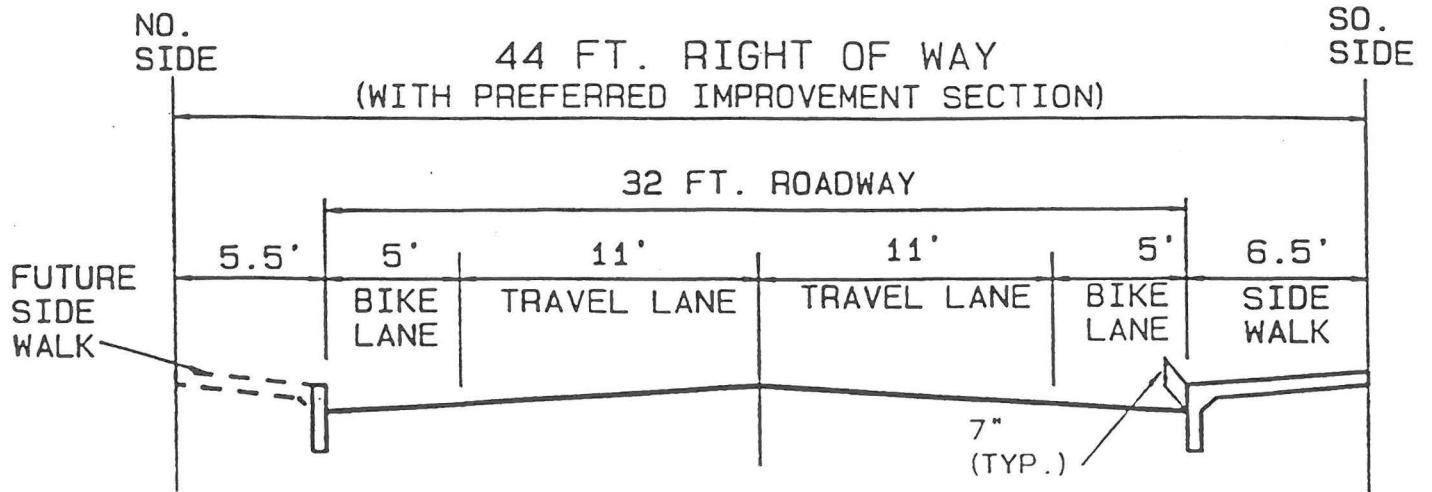 NO.
SIDE
SO.
SIDE
44 FT. RIGHT OF WAY
(WITH PREFERRED IMPROVEMENT SECTION)
32 FT. ROADWAY
5.5' 5' 11' 11' 5' 6.5'
FUTURE
SIDE
WALK
BIKE
LANE
TRAVEL LANE
TRAVEL LANE
BIKE
LANE
SIDE
WALK
7"
(TYP.)